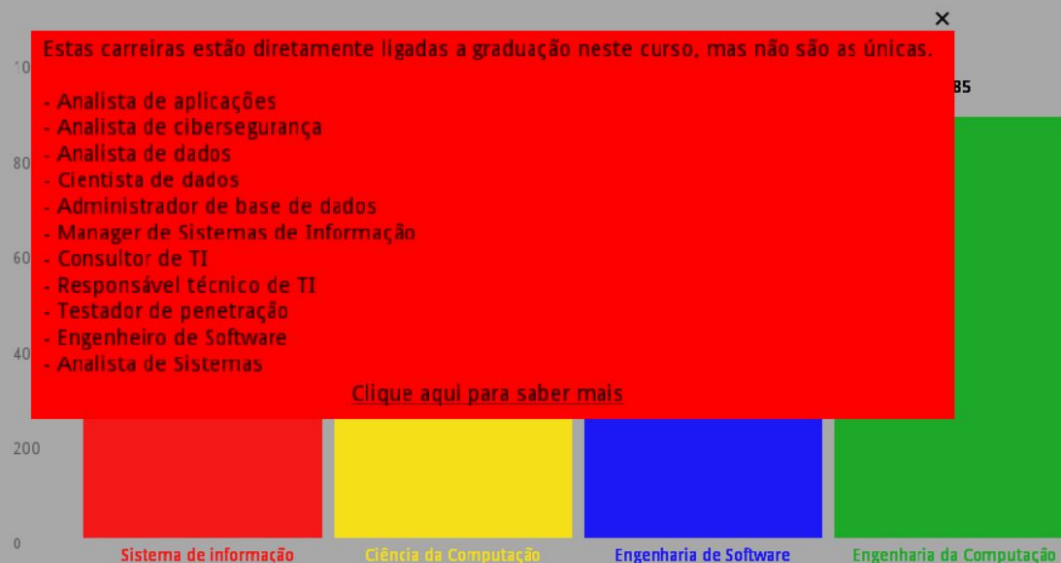 ×
Estas carreiras estão diretamente ligadas a graduação neste curso, mas não são as únicas.
- Analista de aplicações
- Analista de cibersegurança
- Analista de dados
- Cientista de dados
- Administrador de base de dados
- Manager de Sistemas de Informação
- Consultor de TI
- Responsável técnico de TI
- Testador de penetração
- Engenheiro de Software
- Analista de Sistemas
Clique aqui para saber mais
85
10
80
60
40
200
0
Sistema de informação
Ciência da Computação
Engenharia de Software
Engenharia da Computação